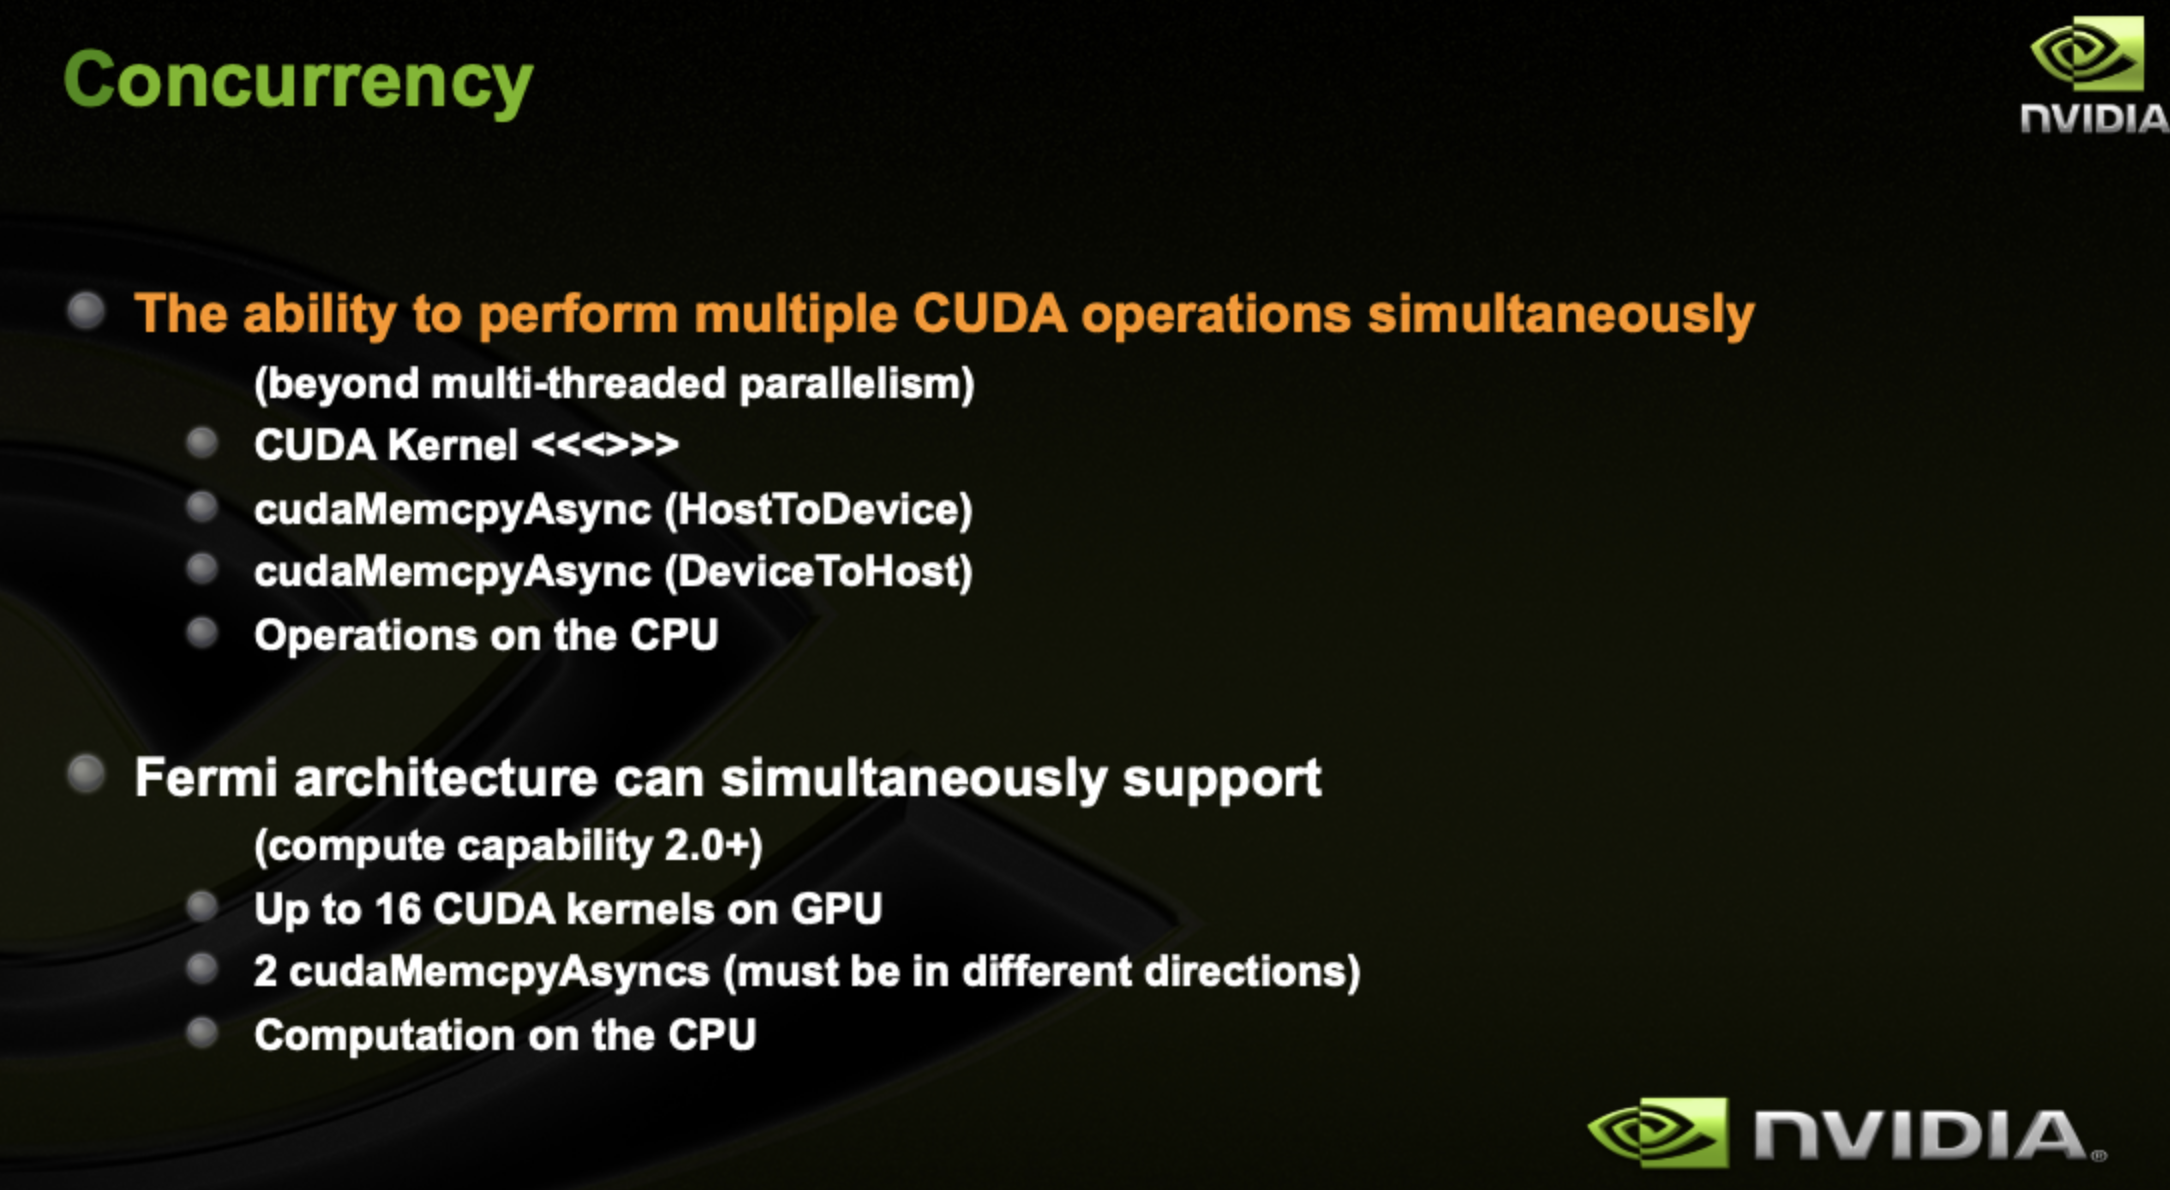 Concurrency
NVIDIA
The ability to perform multiple CUDA operations simultaneously
(beyond multi-threaded parallelism)
CUDA Kernel <<<>>>
cudaMemcpyAsync (HostToDevice)
cudaMemcpyAsync (DeviceToHost)
Operations on the CPU
Fermi architecture can simultaneously support
(compute capability 2.0+)
Up to 16 CUDA kernels on GPU
2 cudaMemcpyAsyncs (must be in different directions)
Computation on the CPU
NVIDIA®